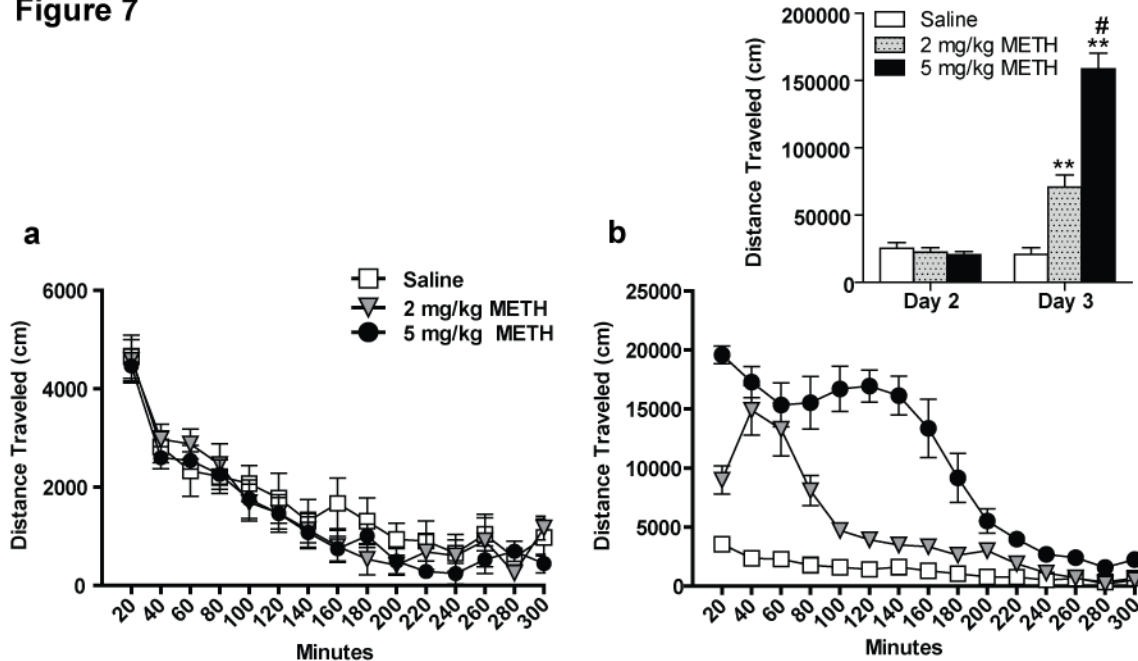 Figure 7
200000
150000
100000
50000
0
Distance Traveled (cm)
Saline
2 mg/kg METH
5 mg/kg METH
**
#
**
Day 2
Day 3
a
6000
4000
2000
0
Distance Traveled (cm)
Saline
2 mg/kg METH
5 mg/kg METH
20 40 60 80 100 120 140 160 180 200 220 240 260 280 300
Minutes
b
25000
20000
15000
10000
5000
0
Distance Traveled (cm)
20 40 60 80 100 120 140 160 180 200 220 240 260 280 300
Minutes